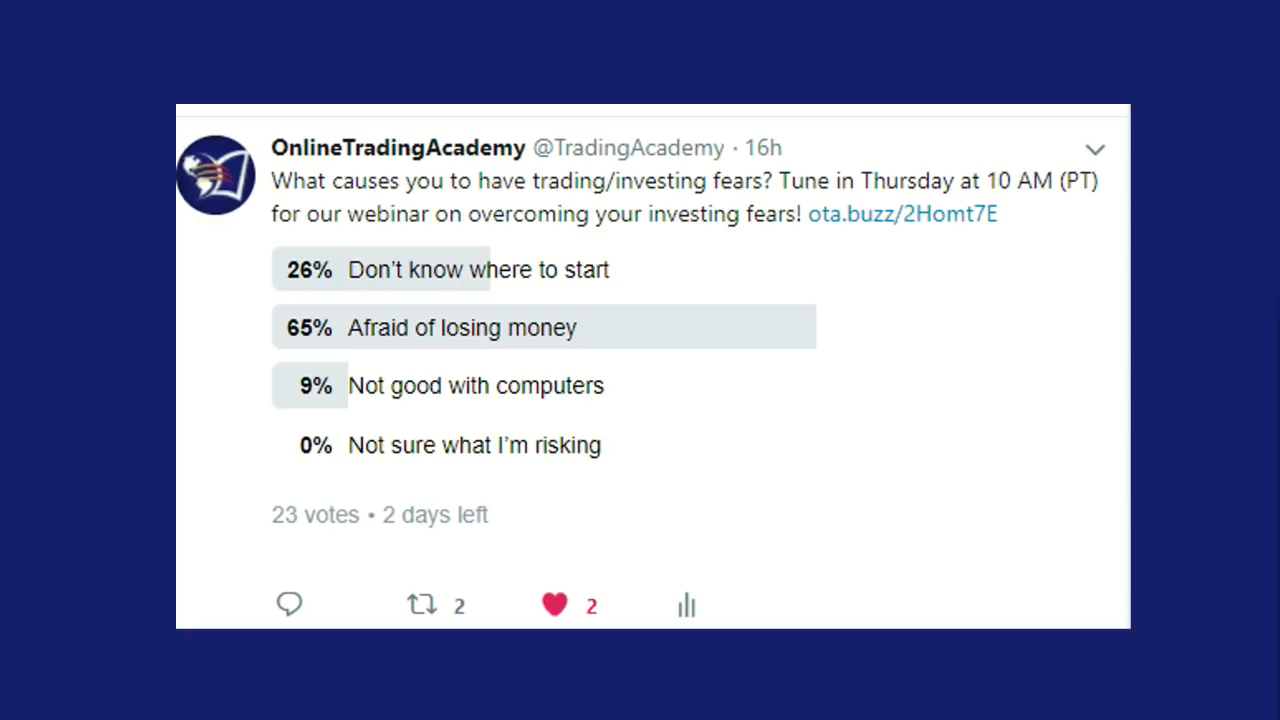 OnlineTradingAcademy @TradingAcademy · 16h
What causes you to have trading/investing fears? Tune in Thursday at 10 AM (PT)
for our webinar on overcoming your investing fears! ota.buzz/2Homt7E
26% Don't know where to start
65% Afraid of losing money
9% Not good with computers
0% Not sure what I'm risking
23 votes • 2 days left
2 2